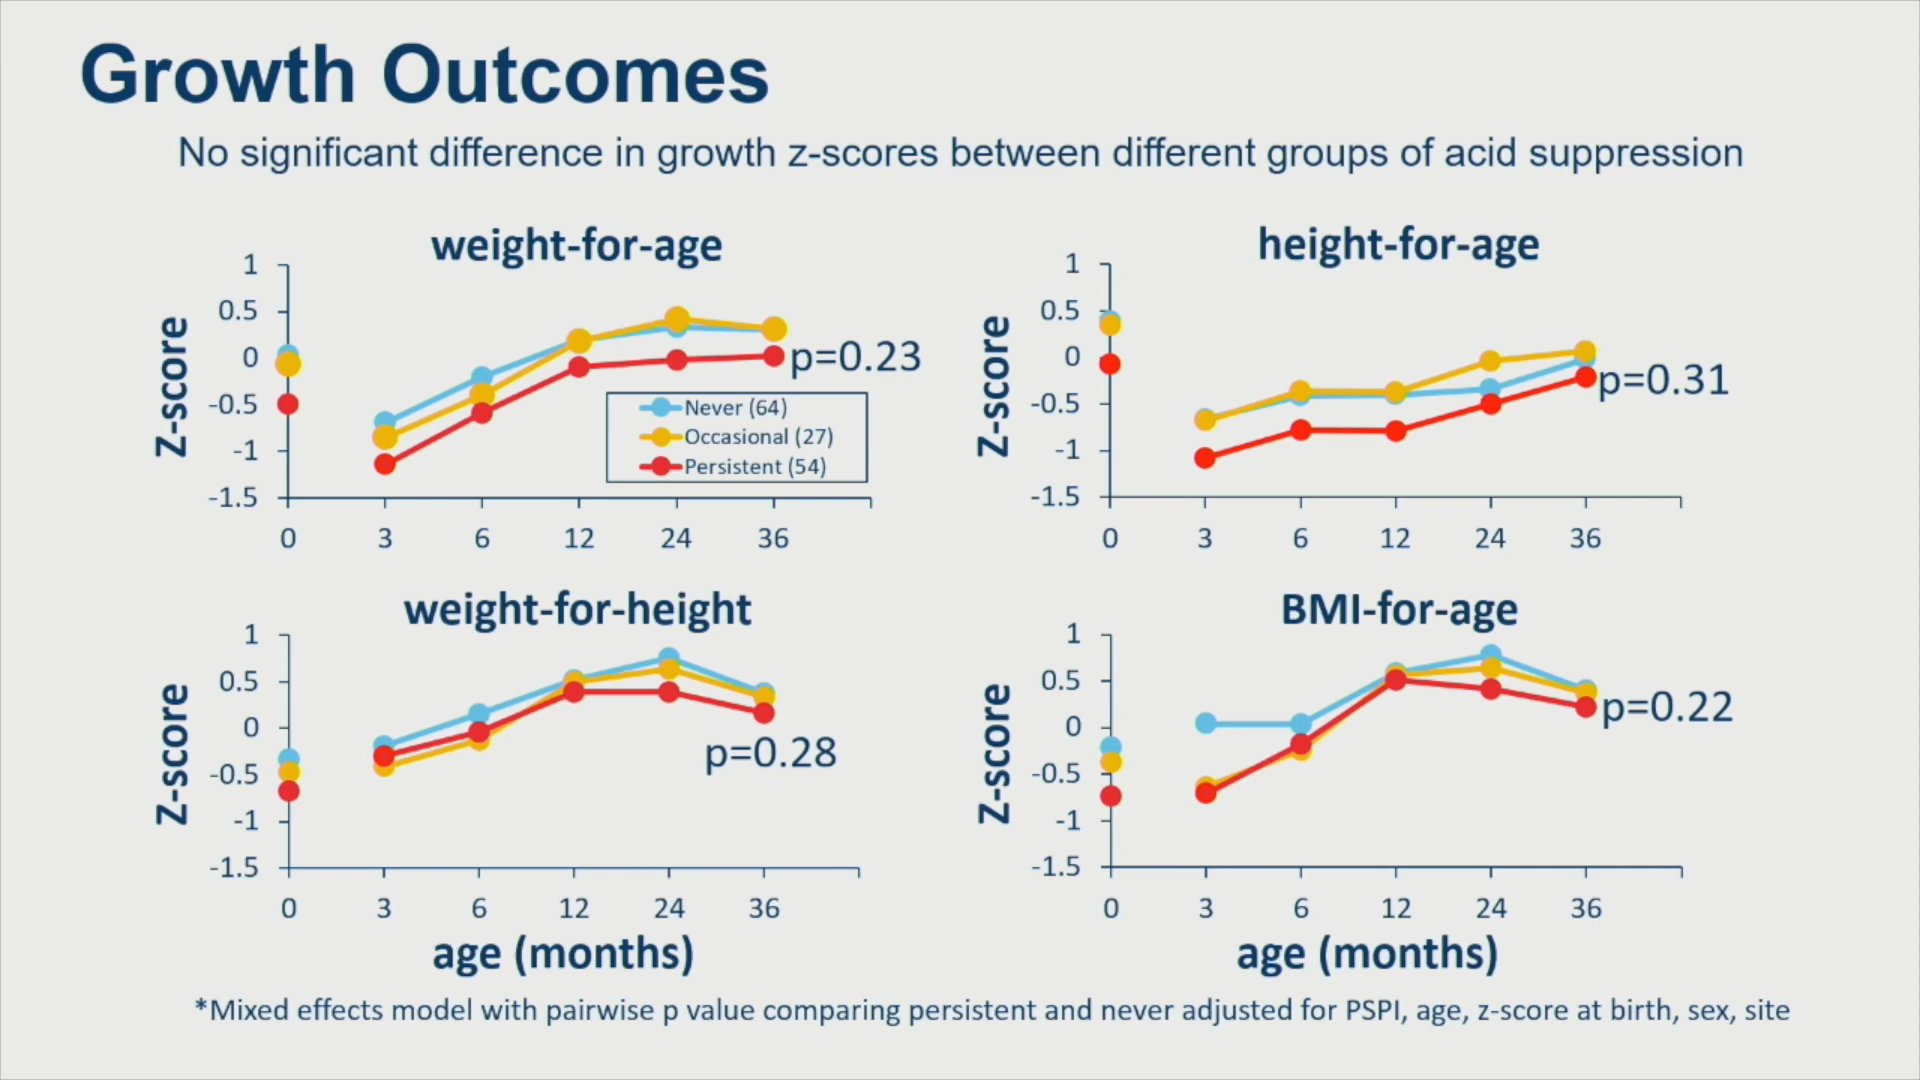 Growth Outcomes
No significant difference in growth z-scores between different groups of acid suppression
weight-for-age
Z-score
1
0.5
0
-0.5
-1
-1.5
0 3 6 12 24 36
p=0.23
Never (64)
Occasional (27)
Persistent (54)
height-for-age
Z-score
1
0.5
0
-0.5
-1
-1.5
0 3 6 12 24 36
p=0.31
weight-for-height
Z-score
1
0.5
0
-0.5
-1
-1.5
0 3 6 12 24 36
p=0.28
age (months)
BMI-for-age
Z-score
1
0.5
0
-0.5
-1
-1.5
0 3 6 12 24 36
p=0.22
age (months)
*Mixed effects model with pairwise p value comparing persistent and never adjusted for PSPI, age, z-score at birth, sex, site